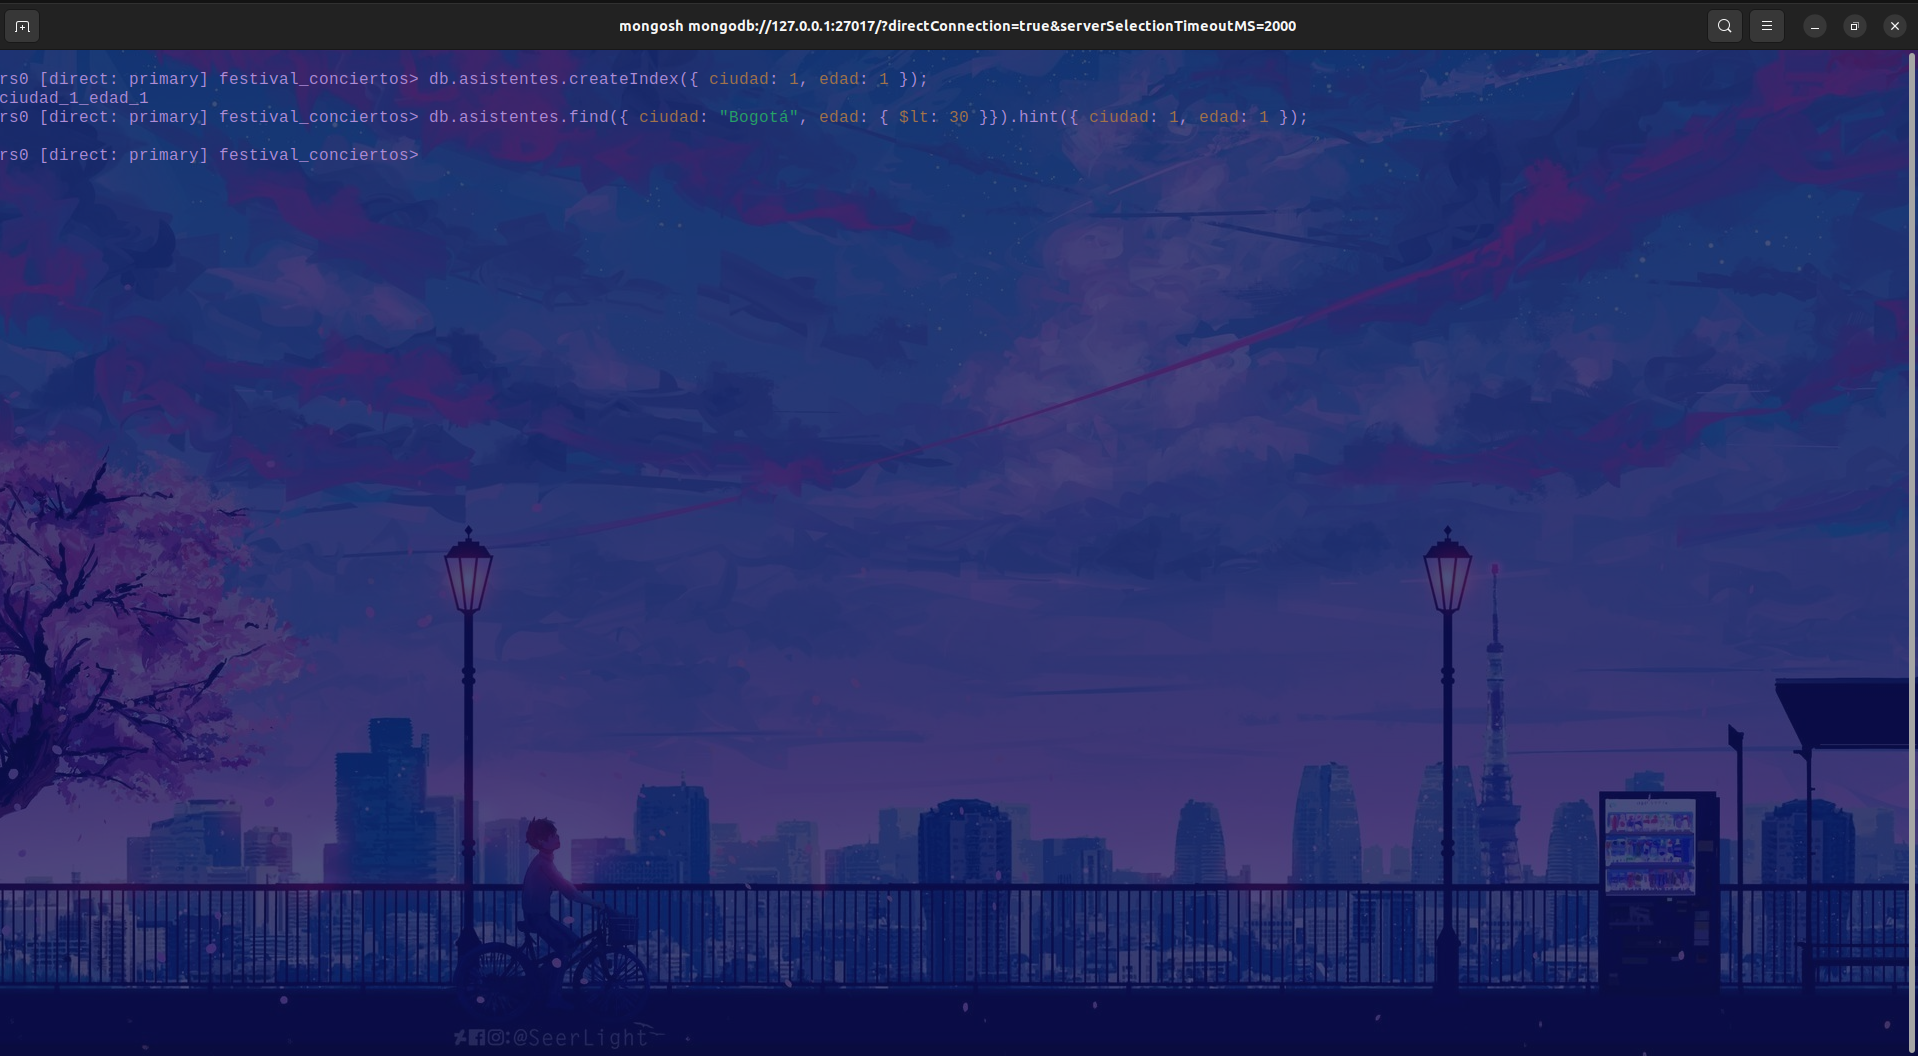 mongosh mongodb://127.0.0.1:27017/?directConnection=true&serverSelectionTimeoutMS=2000
rs0 [direct: primary] festival_conciertos> db.asistentes.createIndex({ ciudad: 1, edad: 1 });
ciudad_1_edad_1
rs0 [direct: primary] festival_conciertos> db.asistentes.find({ ciudad: "Bogotá", edad: { $lt: 30 }}).hint({ ciudad: 1, edad: 1 });
rs0 [direct: primary] festival_conciertos>
:@SeerLight